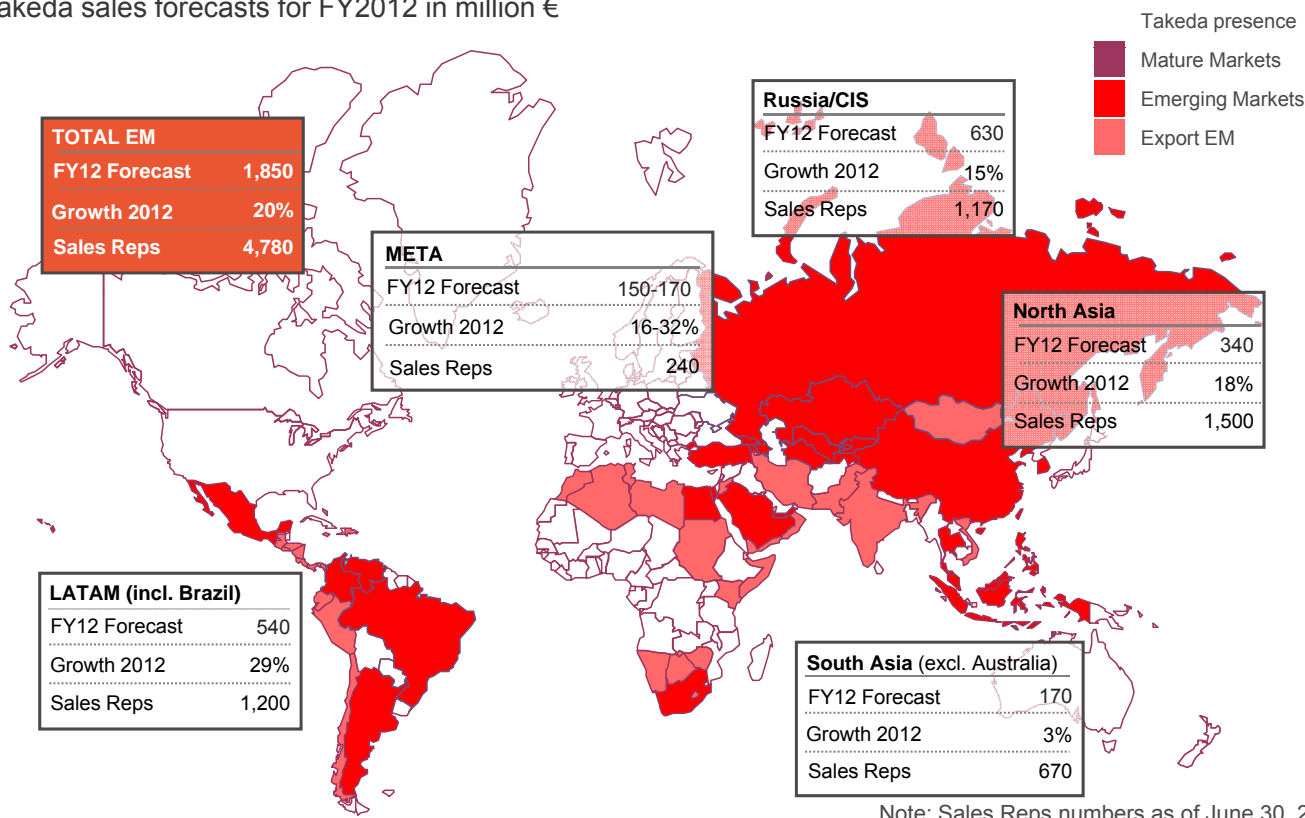 akeda sales forecasts for FY2012 in million €
Takeda presence
Mature Markets
Emerging Markets
Export EM
TOTAL EM
FY12 Forecast 1,850
Growth 2012 20%
Sales Reps 4,780
Russia/CIS
FY12 Forecast 630
Growth 2012 15%
Sales Reps 1,170
META
FY12 Forecast 150-170
Growth 2012 16-32%
Sales Reps 240
North Asia
FY12 Forecast 340
Growth 2012 18%
Sales Reps 1,500
LATAM (incl. Brazil)
FY12 Forecast 540
Growth 2012 29%
Sales Reps 1,200
South Asia (excl. Australia)
FY12 Forecast 170
Growth 2012 3%
Sales Reps 670
Note: Sales Reps numbers as of June 30, 2